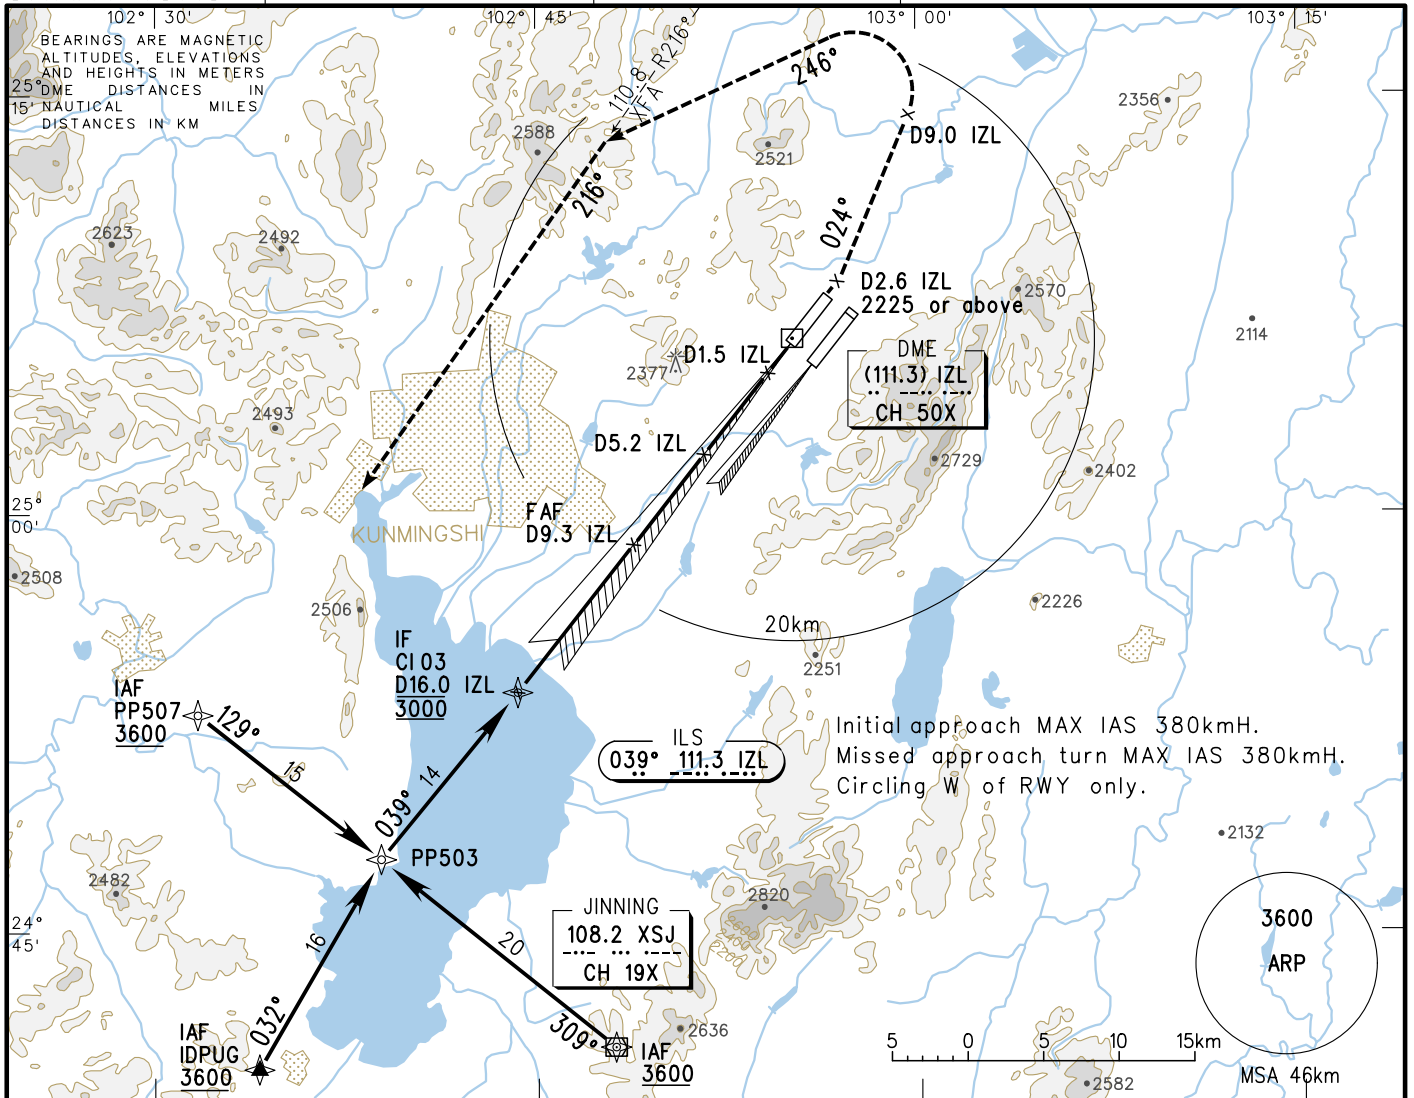 102° 30'
102° 45'
103° 00'
103° 15'
BEARINGS ARE MAGNETIC
ALTITUDES, ELEVATIONS
AND HEIGHTS IN METERS
DME DISTANCES IN
NAUTICAL MILES
DISTANCES IN KM
25°
15'
110.8
XFA
R216°
246°
2356
2588
2521
D9.0 IZL
216°
024°
2623
2492
D2.6 IZL
2225 or above
2570
2114
D1.5 IZL
2377
DME
(111.3) IZL
CH 50X
2493
D5.2 IZL
2729
2402
25°
00'
FAF
D9.3 IZL
KUNMINGSHI
2508
2506
2226
20km
IF
CI 03
D16.0 IZL
3000
2251
IAF
PP507
3600
129°
15
Initial approach MAX IAS 380kmH.
Missed approach turn MAX IAS 380kmH.
Circling W of RWY only.
ILS
039° 111.3 IZL
14
039°
PP503
2132
2482
2820
2600
2400
2200
24°
45'
JINNING
108.2 XSJ
CH 19X
16
20
3600
ARP
032°
309°
2636
IAF
IDPUG
3600
IAF
3600
5 0 5 10 15km
MSA 46km
2582